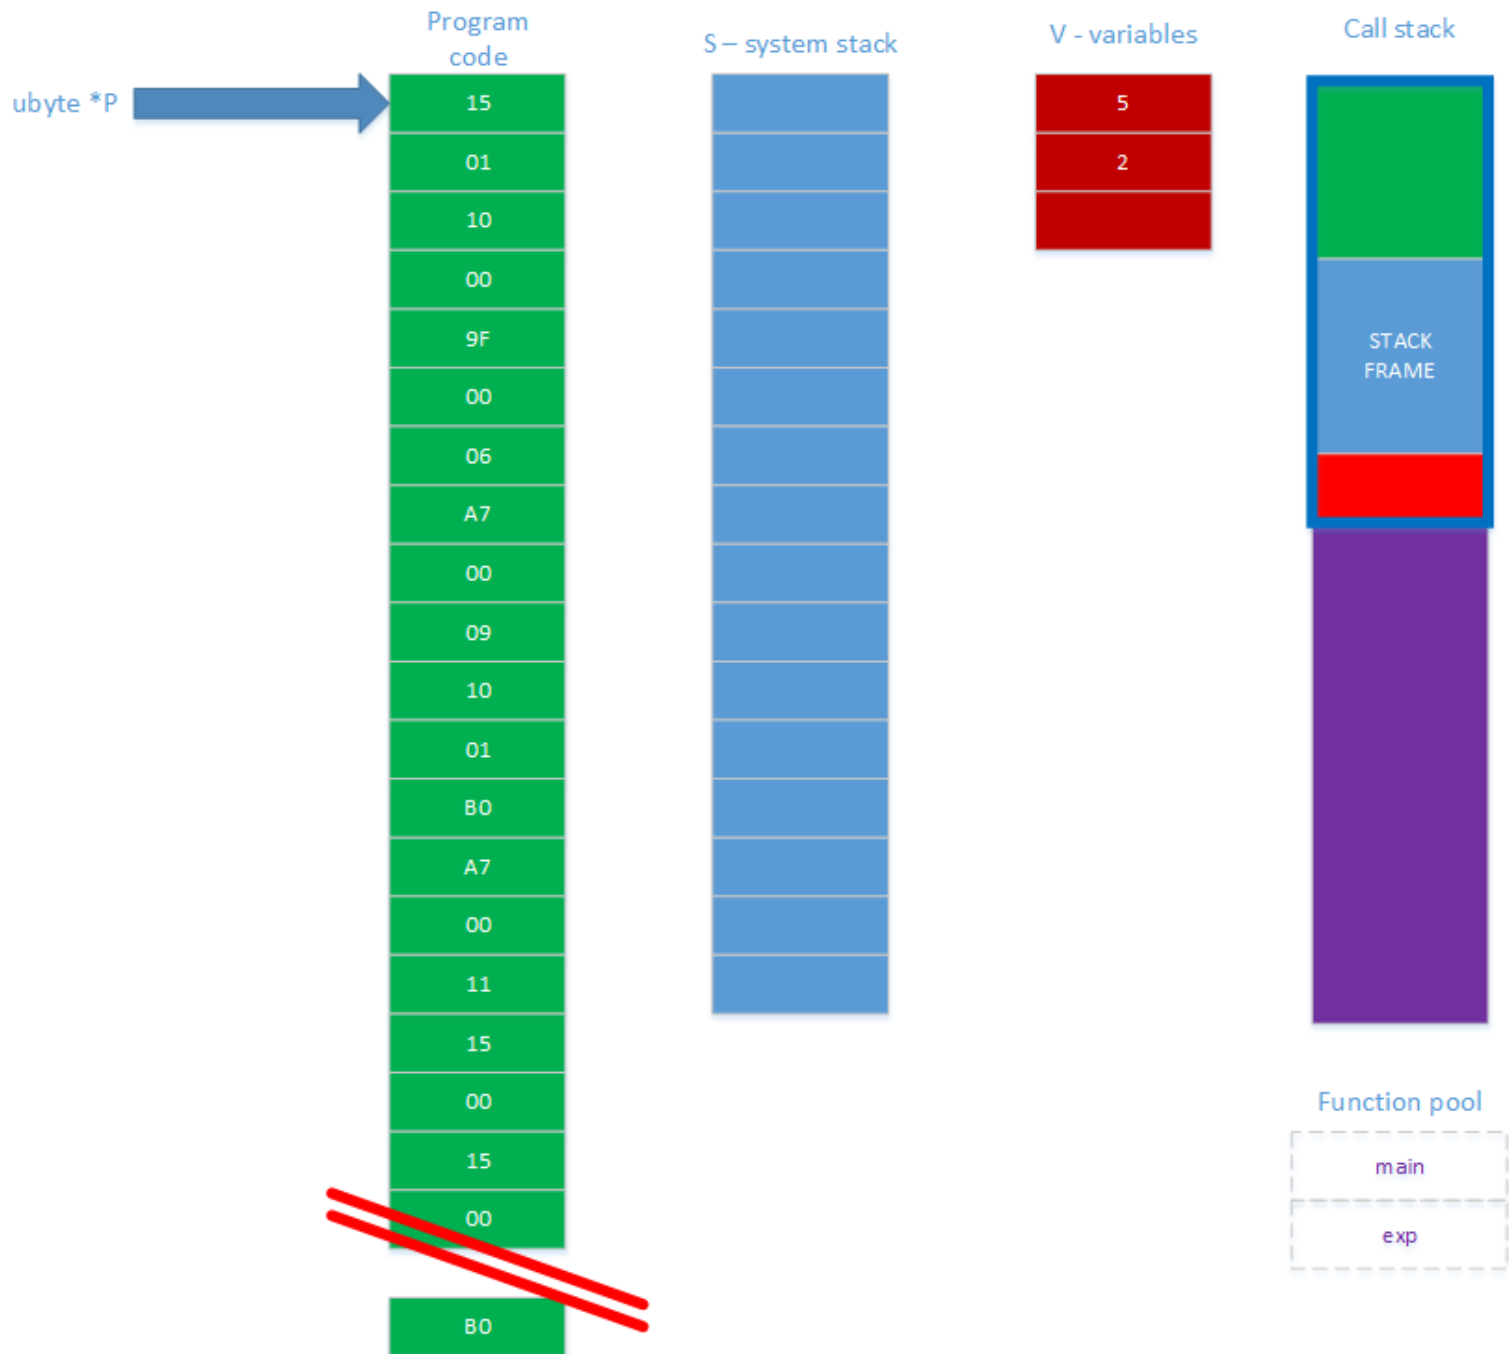 Program
code
S – system stack
V - variables
Call stack
ubyte *P
15
01
10
00
9F
00
06
A7
00
09
10
01
B0
A7
00
11
15
00
15
00
B0
5
2
STACK
FRAME
Function pool
main
exp